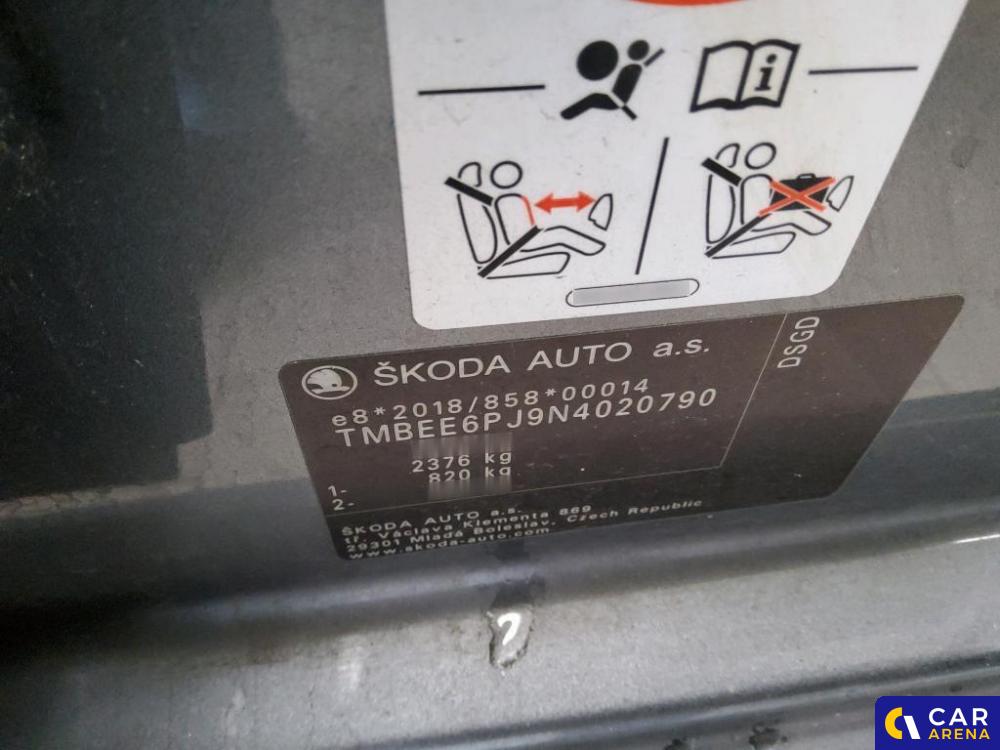 i
ŠKODA AUTO a.s.
DSGD
e8*2018/858*00014
TMBEE6PJ9N4020790
2376 kg
820 kg
1-
2-
ŠKODA AUTO a.s.
tř. Václava Klementa 869
29301 Mladá Boleslav, Czech Republic
www.skoda-auto.com
CAR
ARENA